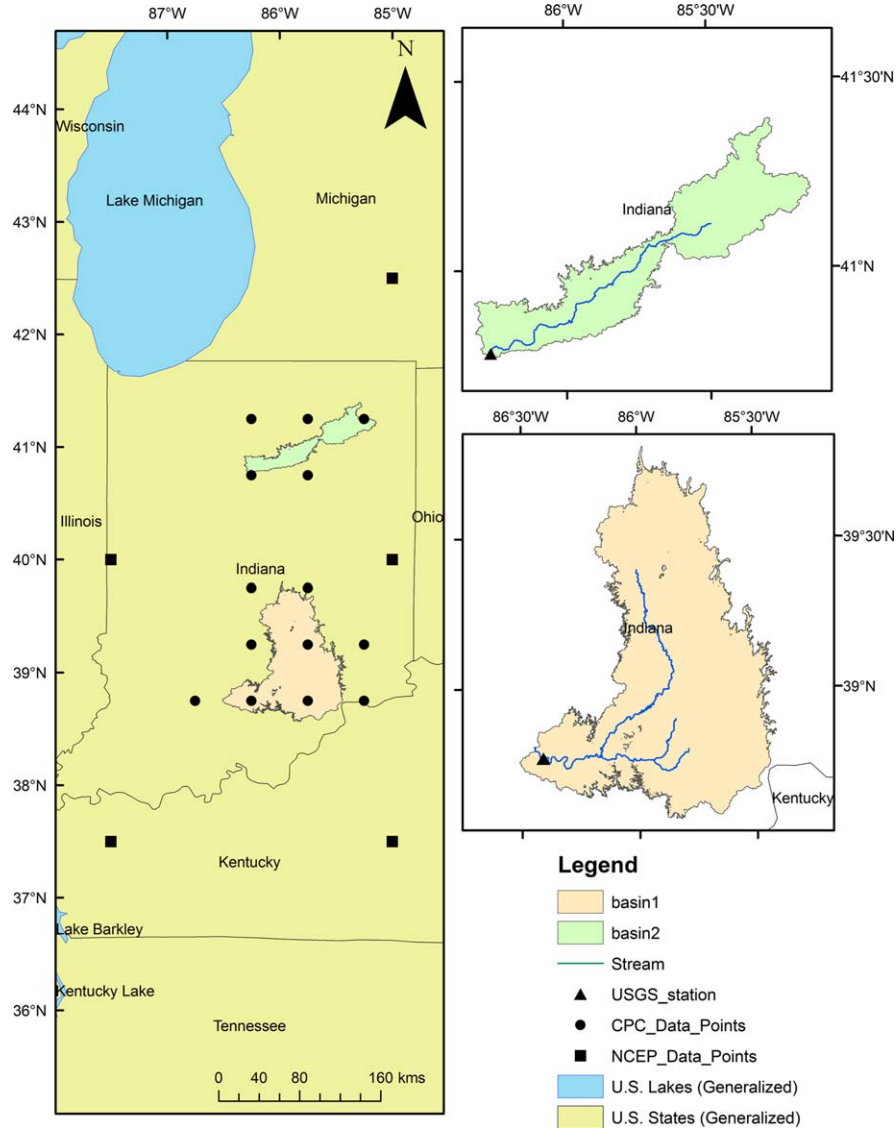 87°W 86°W 85°W
N
44°N
43°N
42°N
41°N
40°N
39°N
38°N
37°N
36°N
Wisconsin
Lake Michigan
Michigan
Illinois
Ohio
Indiana
Kentucky
Lake Barkley
Kentucky Lake
Tennessee
0 40 80 160 kms
86°W 85°30'W
41°30'N
Indiana
41°N
86°30'W 86°W 85°30'W
39°30'N
Indiana
39°N
Kentucky
Legend
basin1
basin2
Stream
USGS_station
CPC_Data_Points
NCEP_Data_Points
U.S. Lakes (Generalized)
U.S. States (Generalized)